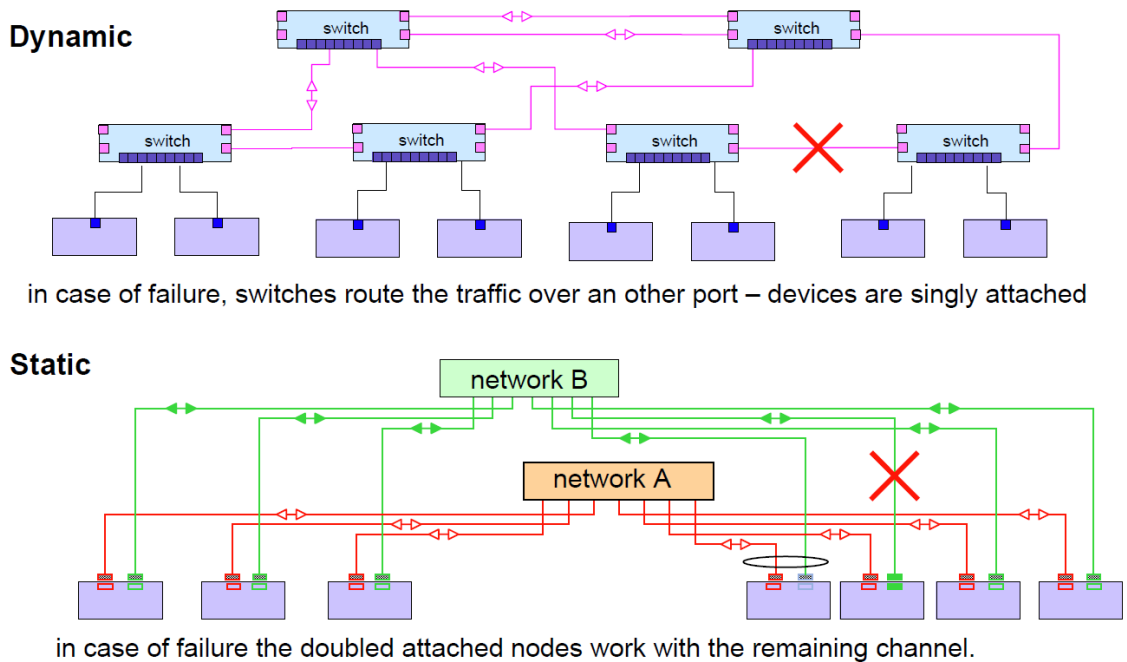 Dynamic
switch
switch
switch
switch
switch
switch
in case of failure, switches route the traffic over an other port – devices are singly attached
Static
network B
network A
in case of failure the doubled attached nodes work with the remaining channel.